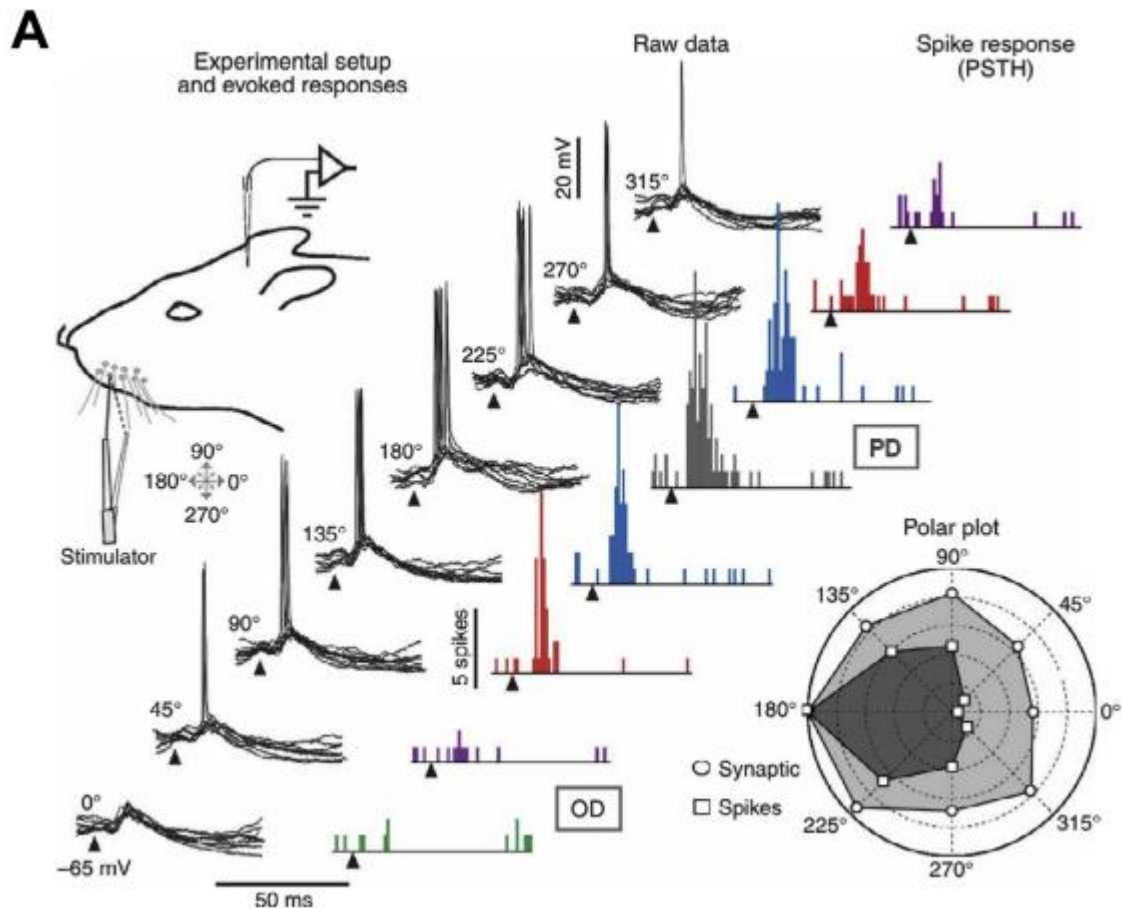 A
Experimental setup
and evoked responses
Raw data
Spike response
(PSTH)
20 mV
315°
270°
225°
180°
135°
90°
45°
0°
–65 mV
50 ms
90°
180°
0°
270°
Stimulator
5 spikes
PD
OD
Polar plot
90°
135°
45°
180°
0°
225°
315°
270°
Synaptic
Spikes